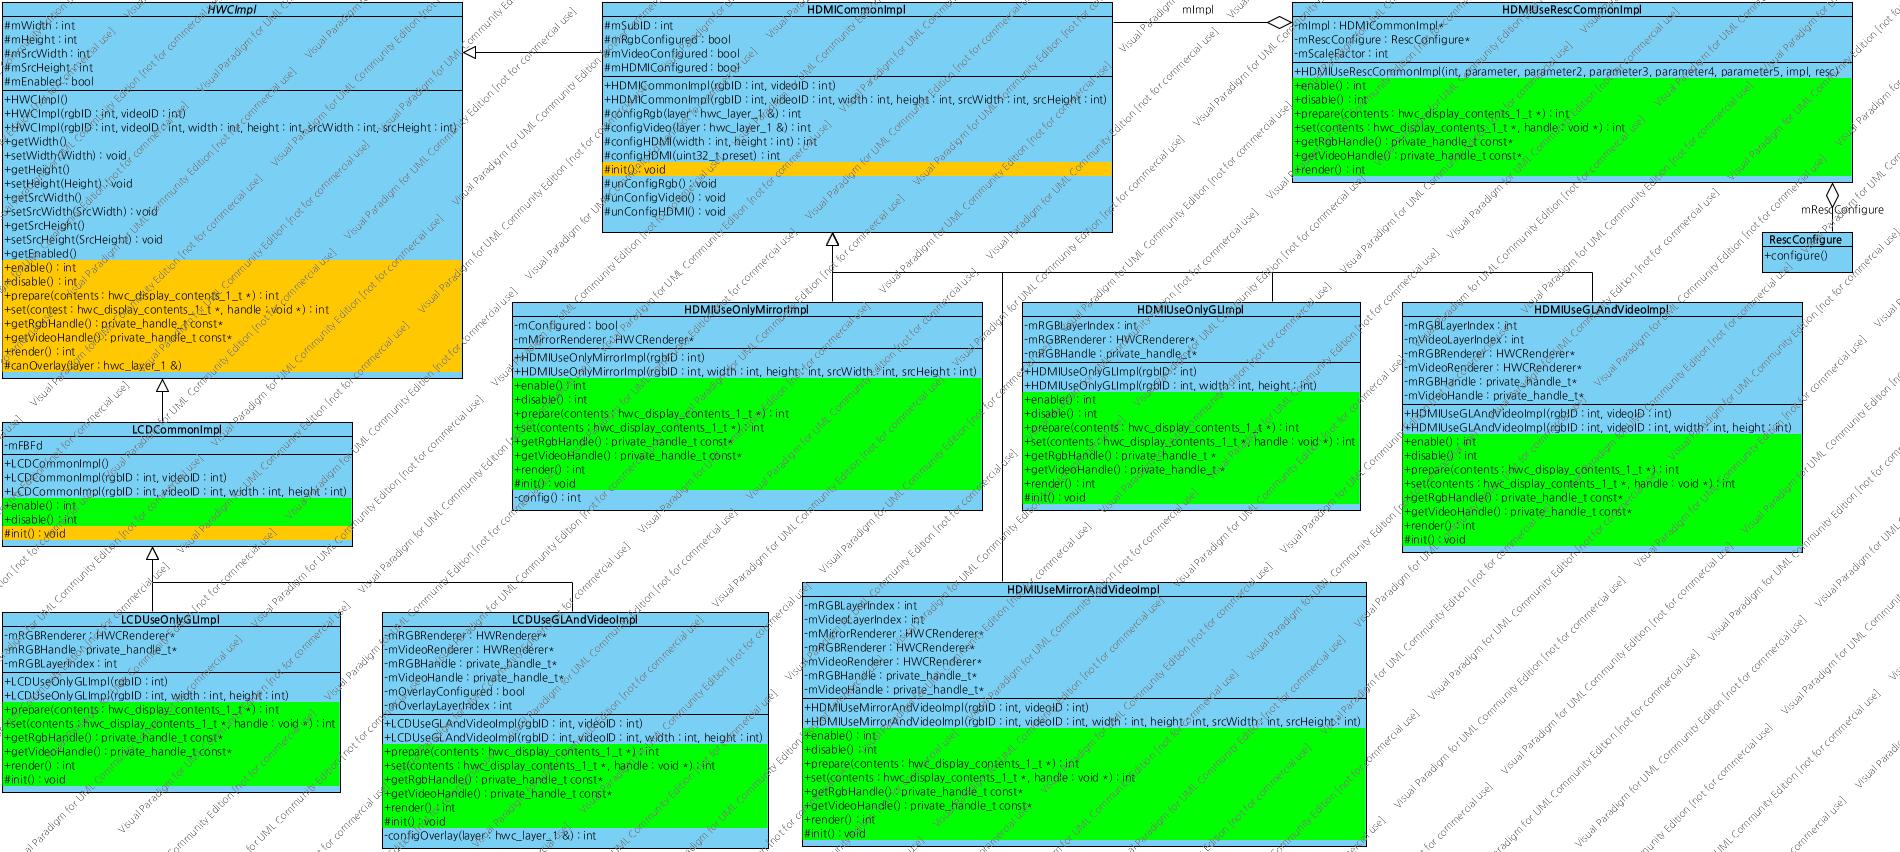 HWCImpl
#mWidth : int
#mHeight : int
#mSrcWidth : int
#mSrcHeight : int
#mEnabled : bool
+HWCImpl()
+HWCImpl(rgbID : int, videoID : int)
+HWCImpl(rgbID : int, videoID : int, width : int, height : int, srcWidth : int, srcHeight : int)
+getWidth()
+setWidth(Width) : void
+getHeight()
+setHeight(Height) : void
+getSrcWidth()
+setSrcWidth(SrcWidth) : void
+getSrcHeight()
+setSrcHeight(SrcHeight) : void
+getEnabled()
+enable() : int
+disable() : int
+prepare(contents : hwc_display_contents_1_t *) : int
+set(contest : hwc_display_contents_1_t *, handle : void *) : int
+getRgbHandle() : private_handle_t const*
+getVideoHandle() : private_handle_t const*
+render() : int
#canOverlay(layer : hwc_layer_1 &)
HDMICommonImpl
#mSubID : int
#mRgbConfigured : bool
#mVideoConfigured : bool
#mHDMIConfigured : bool
+HDMICommonImpl(rgbID : int, videoID : int)
+HDMICommonImpl(rgbID : int, videoID : int, width : int, height : int, srcWidth : int, srcHeight : int)
#configRgb(layer : hwc_layer_1 &) : int
#configVideo(layer : hwc_layer_1 &) : int
#configHDMI(width : int, height : int) : int
#configHDMI(uint32_t preset) : int
#init() : void
#unConfigRgb() : void
#unConfigVideo() : void
#unConfigHDMI() : void
mImpl
HDMIUseRescCommonImpl
-mImpl : HDMICommonImpl*
-mRescConfigure : RescConfigure*
-mScaleFactor : int
+HDMIUseRescCommonImpl(int, parameter, parameter2, parameter3, parameter4, parameter5, impl, resc)
+enable() : int
+disable() : int
+prepare(contents : hwc_display_contents_1_t *) : int
+set(contents : hwc_display_contents_1_t *, handle : void *) : int
+getRgbHandle() : private_handle_t const*
+getVideoHandle() : private_handle_t const*
+render() : int
mRescConfigure
RescConfigure
+configure()
HDMIUseOnlyMirrorImpl
-mConfigured : bool
-mMirrorRenderer : HWCRenderer*
+HDMIUseOnlyMirrorImpl(rgbID : int)
+HDMIUseOnlyMirrorImpl(rgbID : int, width : int, height : int, srcWidth : int, srcHeight : int)
+enable() : int
+disable() : int
+prepare(contents : hwc_display_contents_1_t *) : int
+set(contents : hwc_display_contents_1_t *) : int
+getRgbHandle() : private_handle_t const*
+getVideoHandle() : private_handle_t const*
+render() : int
#init() : void
-config() : int
HDMIUseOnlyGLImpl
-mRGBLayerIndex : int
-mRGBRenderer : HWCRenderer*
-mRGBHandle : private_handle_t*
+HDMIUseOnlyGLImpl(rgbID : int)
+HDMIUseOnlyGLImpl(rgbID : int, width : int, height : int)
+enable() : int
+disable() : int
+prepare(contents : hwc_display_contents_1_t *) : int
+set(contents : hwc_display_contents_1_t *, handle : void *) : int
+getRgbHandle() : private_handle_t *
+getVideoHandle() : private_handle_t *
+render() : int
#init() : void
HDMIUseGLAndVideoImpl
-mRGBLayerIndex : int
-mVideoLayerIndex : int
-mRGBRenderer : HWCRenderer*
-mVideoRenderer : HWCRenderer*
-mRGBHandle : private_handle_t*
-mVideoHandle : private_handle_t*
+HDMIUseGLAndVideoImpl(rgbID : int, videoID : int)
+HDMIUseGLAndVideoImpl(rgbID : int, videoID : int, width : int, height : int)
+enable() : int
+disable() : int
+prepare(contents : hwc_display_contents_1_t *) : int
+set(contents : hwc_display_contents_1_t *, handle : void *) : int
+getRgbHandle() : private_handle_t const*
+getVideoHandle() : private_handle_t const*
+render() : int
#init() : void
LCDCommonImpl
-mFBFd
+LCDCommonImpl()
+LCDCommonImpl(rgbID : int, videoID : int)
+LCDCommonImpl(rgbID : int, videoID : int, width : int, height : int)
+enable() : int
+disable() : int
#init() : void
LCDUseOnlyGLImpl
-mRGBRenderer : HWCRenderer*
-mRGBHandle : private_handle_t*
-mRGBLayerIndex : int
+LCDUseOnlyGLImpl(rgbID : int)
+LCDUseOnlyGLImpl(rgbID : int, width : int, height : int)
+prepare(contents : hwc_display_contents_1_t *) : int
+set(contents : hwc_display_contents_1_t *, handle : void *) : int
+getRgbHandle() : private_handle_t const*
+getVideoHandle() : private_handle_t const*
+render() : int
#init() : void
LCDUseGLAndVideoImpl
-mRGBRenderer : HWRenderer*
-mVideoRenderer : HWRenderer*
-mRGBHandle : private_handle_t*
-mVideoHandle : private_handle_t*
-mOverlayConfigured : bool
-mOverlayLayerIndex : int
+LCDUseGLAndVideoImpl(rgbID : int, videoID : int)
+LCDUseGLAndVideoImpl(rgbID : int, videoID : int, width : int, height : int)
+prepare(contents : hwc_display_contents_1_t *) : int
+set(contents : hwc_display_contents_1_t *, handle : void *) : int
+getRgbHandle() : private_handle_t const*
+getVideoHandle() : private_handle_t const*
+render() : int
#init() : void
-configOverlay(layer : hwc_layer_1 &) : int
HDMIUseMirrorAndVideoImpl
-mRGBLayerIndex : int
-mVideoLayerIndex : int
-mMirrorRenderer : HWCRenderer*
-mRGBRenderer : HWCRenderer*
-mVideoRenderer : HWCRenderer*
-mRGBHandle : private_handle_t*
-mVideoHandle : private_handle_t*
+HDMIUseMirrorAndVideoImpl(rgbID : int, videoID : int)
+HDMIUseMirrorAndVideoImpl(rgbID : int, videoID : int, width : int, height : int, srcWidth : int, srcHeight : int)
+enable() : int
+disable() : int
+prepare(contents : hwc_display_contents_1_t *) : int
+set(contents : hwc_display_contents_1_t *, handle : void *) : int
+getRgbHandle() : private_handle_t const*
+getVideoHandle() : private_handle_t const*
+render() : int
#init() : void
Visual Paradigm for UML Community Edition [not for commercial use]